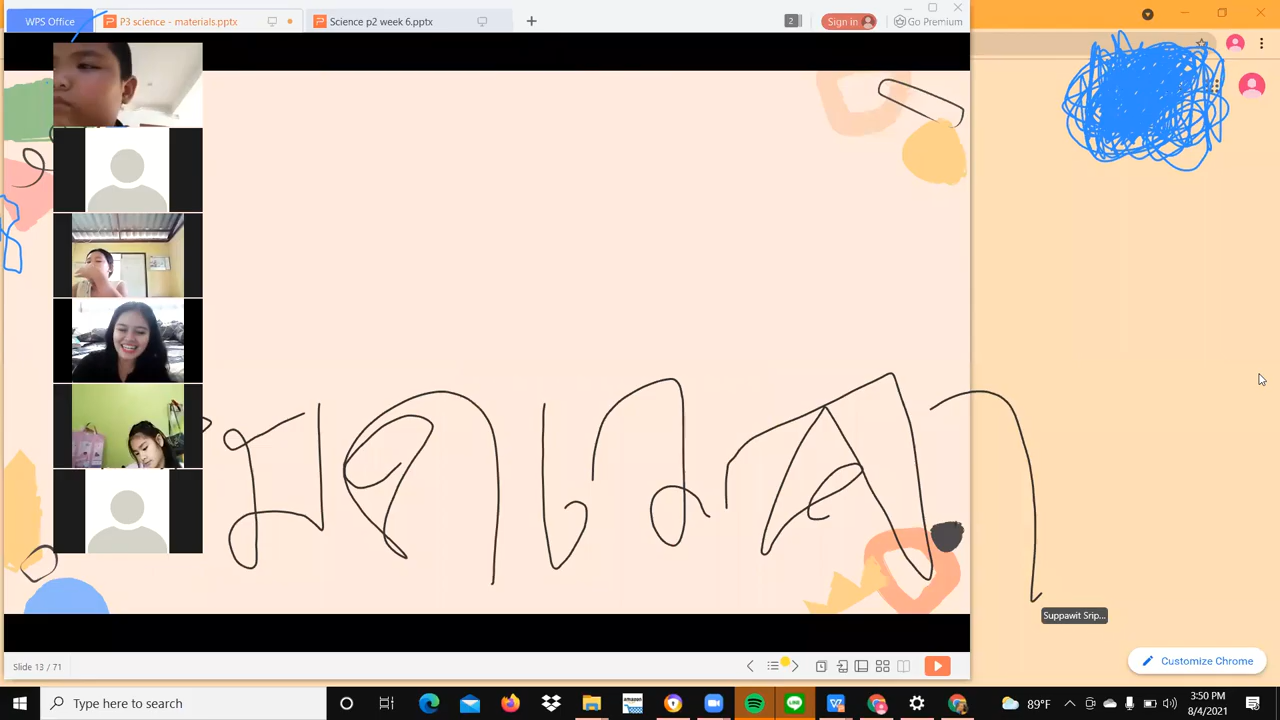 WPS Office
P3 science - materials.pptx
Science p2 week 6.pptx
2
Sign in
Go Premium
Suppawit Srip...
Slide 13 / 71
Customize Chrome
Type here to search
89°F
3:50 PM
8/4/2021